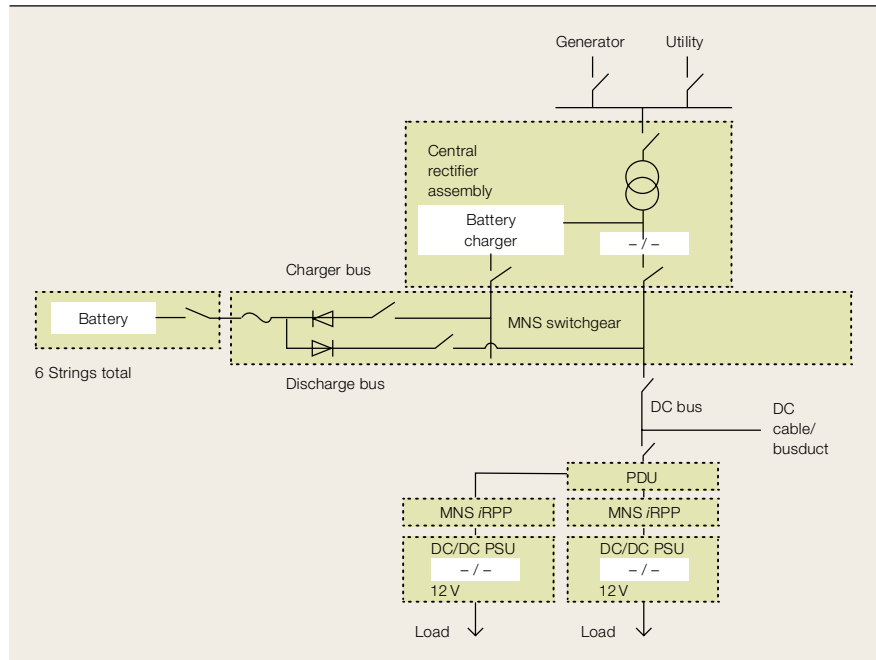 Generator
Utility
Central
rectifier
assembly
Battery
charger
– / –
Charger bus
Battery
MNS switchgear
6 Strings total
Discharge bus
DC bus
DC
cable/
busduct
PDU
MNS iRPP
MNS iRPP
DC/DC PSU
– / –
12 V
DC/DC PSU
– / –
12 V
Load
Load